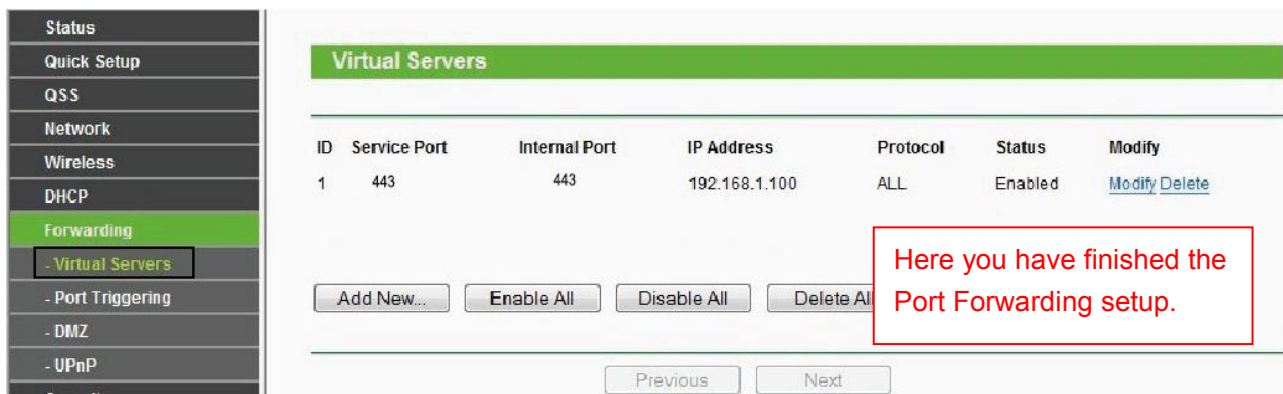 Status
Quick Setup
QSS
Network
Wireless
DHCP
Forwarding
- Virtual Servers
- Port Triggering
- DMZ
- UPnP
Virtual Servers
ID Service Port Internal Port IP Address Protocol Status Modify
1 443 443 192.168.1.100 ALL Enabled Modify Delete
Add New... Enable All Disable All Delete All
Here you have finished the
Port Forwarding setup.
Previous Next